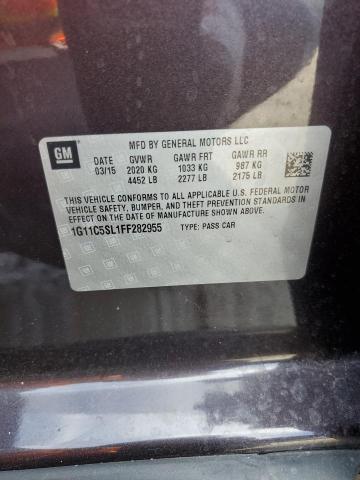 GM
MFD BY GENERAL MOTORS LLC
DATE GVWR GAWR FRT GAWR RR
03/15 2020 KG 1033 KG 987 KG
4452 LB 2277 LB 2175 LB
THIS VEHICLE CONFORMS TO ALL APPLICABLE U.S. FEDERAL MOTOR
VEHICLE SAFETY, BUMPER, AND THEFT PREVENTION STANDARDS
IN EFFECT ON THE DATE OF MANUFACTURE SHOWN ABOVE.
1G11C5SL1FF282955 TYPE: PASS CAR